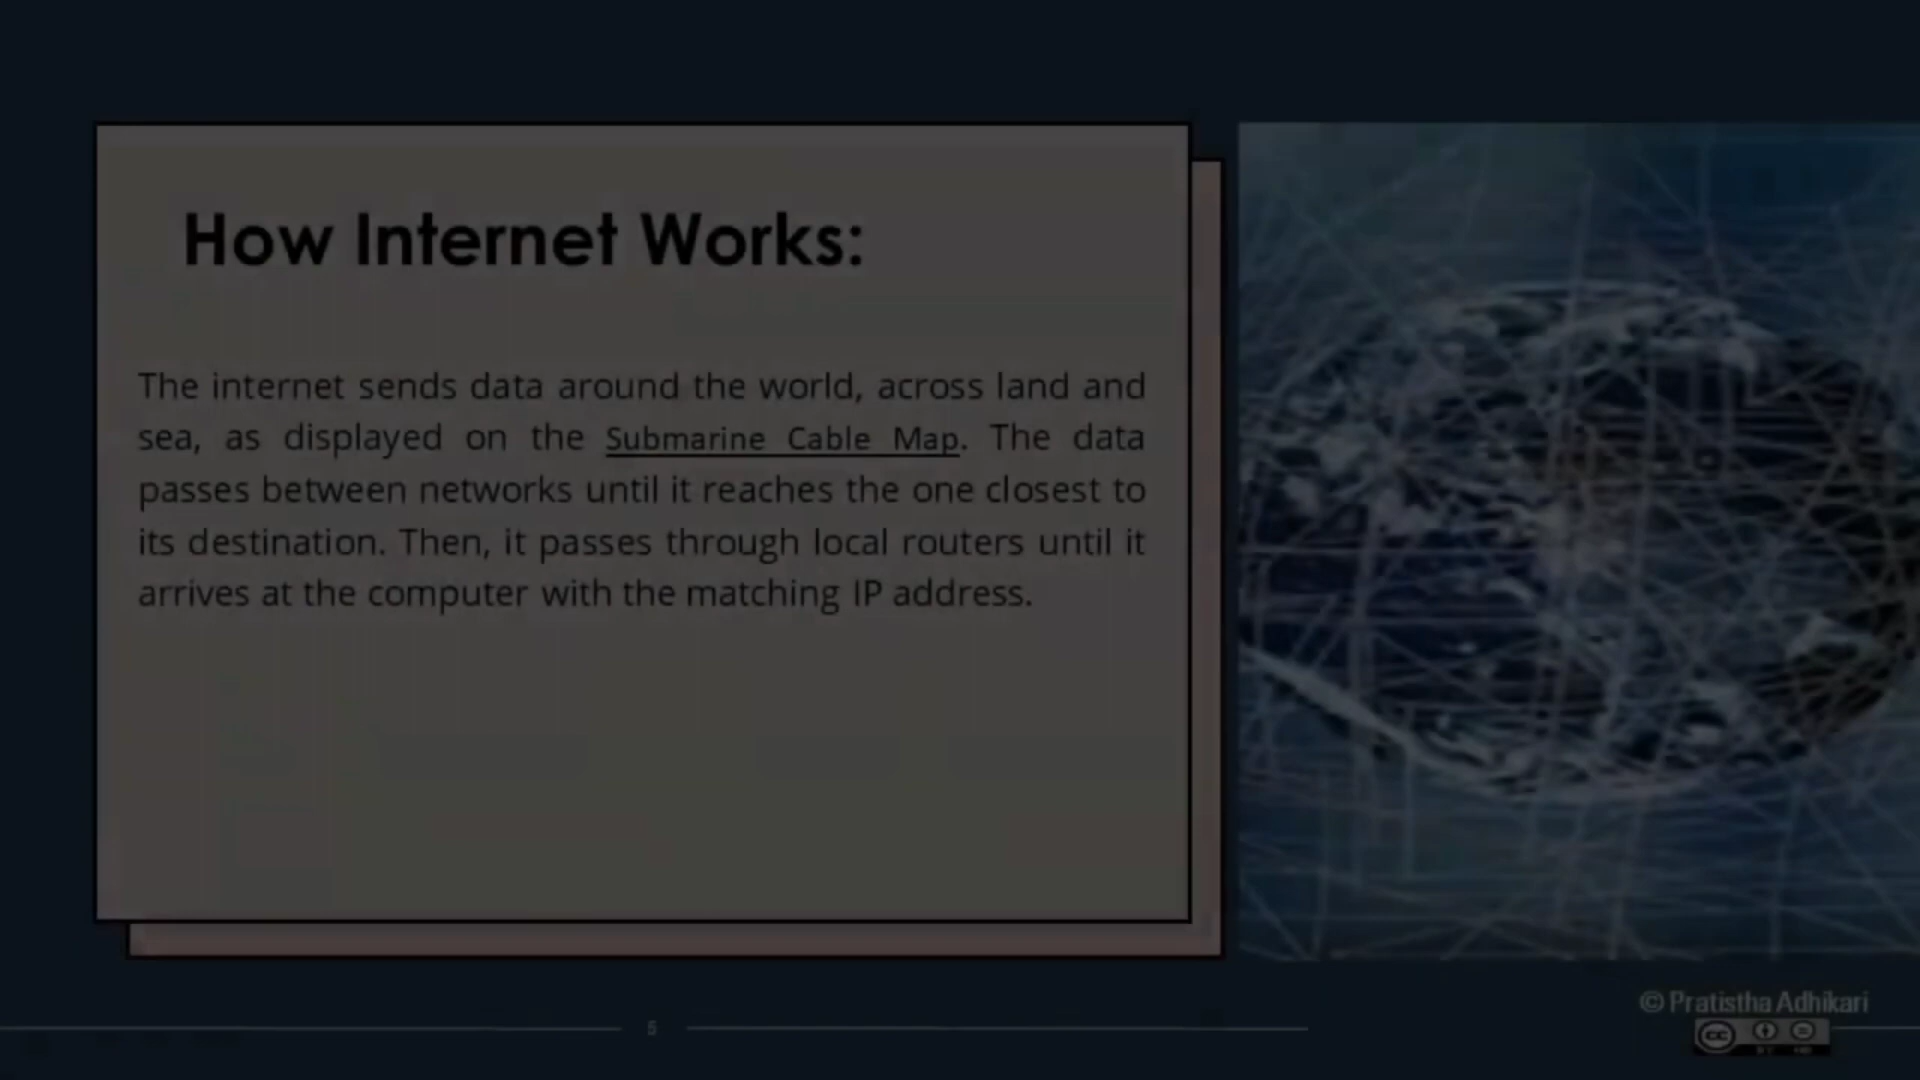 How Internet Works:
The internet sends data around the world, across land and
sea, as displayed on the Submarine Cable Map. The data
passes between networks until it reaches the one closest to
its destination. Then, it passes through local routers until it
arrives at the computer with the matching IP address.
© Pratistha Adhikari
5
cc